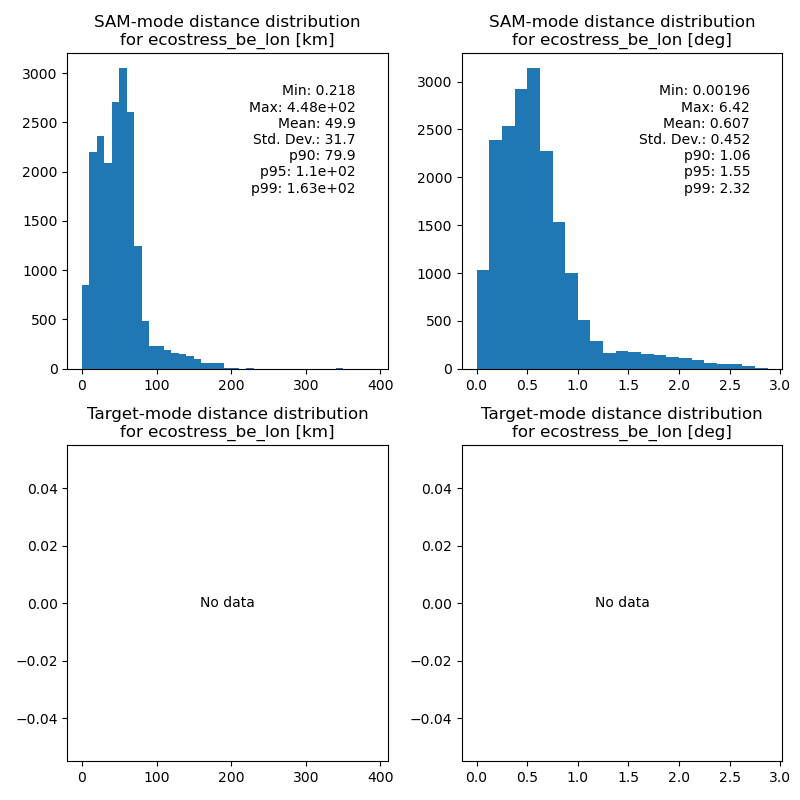 SAM-mode distance distribution
for ecostress_be_lon [km]
3000
2500
2000
1500
1000
500
0
0
100
200
300
400
Min: 0.218
Max: 4.48e+02
Mean: 49.9
Std. Dev.: 31.7
p90: 79.9
p95: 1.1e+02
p99: 1.63e+02
SAM-mode distance distribution
for ecostress_be_lon [deg]
3000
2500
2000
1500
1000
500
0
0.0
0.5
1.0
1.5
2.0
2.5
3.0
Min: 0.00196
Max: 6.42
Mean: 0.607
Std. Dev.: 0.452
p90: 1.06
p95: 1.55
p99: 2.32
Target-mode distance distribution
for ecostress_be_lon [km]
0.04
0.02
0.00
−0.02
−0.04
No data
0
100
200
300
400
Target-mode distance distribution
for ecostress_be_lon [deg]
0.04
0.02
0.00
−0.02
−0.04
No data
0.0
0.5
1.0
1.5
2.0
2.5
3.0